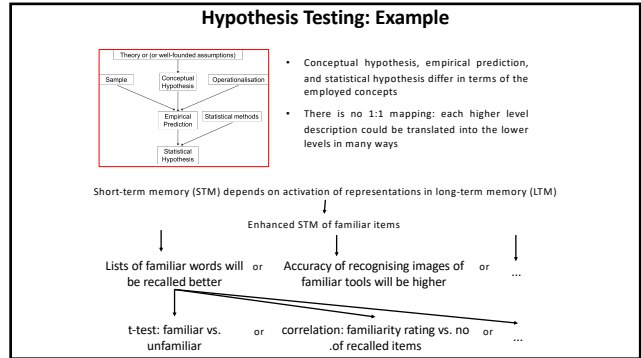 Hypothesis Testing: Example
Theory or (or well-founded assumptions)
Sample
Conceptual
Hypothesis
Operationalisation
Empirical
Prediction
Statistical methods
Statistical
Hypothesis
• Conceptual hypothesis, empirical prediction,
and statistical hypothesis differ in terms of the
employed concepts
• There is no 1:1 mapping: each higher level
description could be translated into the lower
levels in many ways
Short-term memory (STM) depends on activation of representations in long-term memory (LTM)
Enhanced STM of familiar items
Lists of familiar words will
be recalled better
or
Accuracy of recognising images of
familiar tools will be higher
or
...
t-test: familiar vs.
unfamiliar
or
correlation: familiarity rating vs. no
.of recalled items
or
...